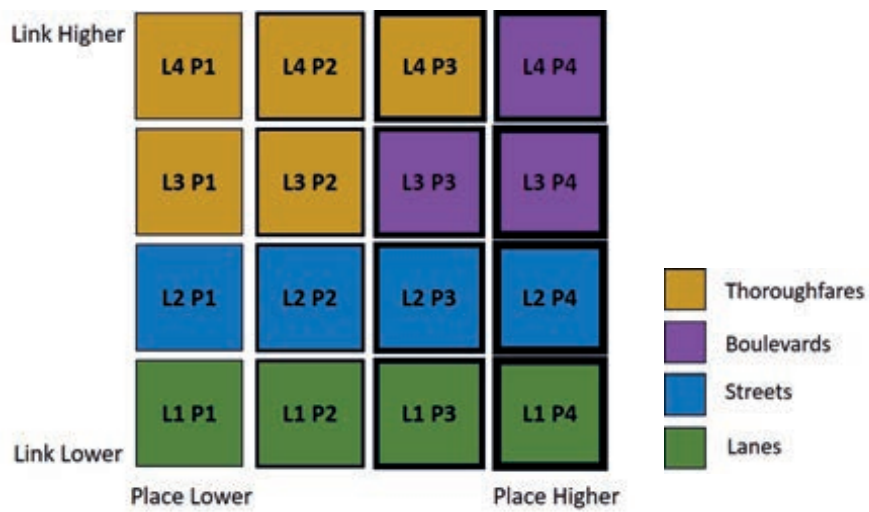 Link Higher
L4 P1 L4 P2 L4 P3 L4 P4
L3 P1 L3 P2 L3 P3 L3 P4
L2 P1 L2 P2 L2 P3 L2 P4
L1 P1 L1 P2 L1 P3 L1 P4
Link Lower
Place Lower Place Higher
Thoroughfares
Boulevards
Streets
Lanes